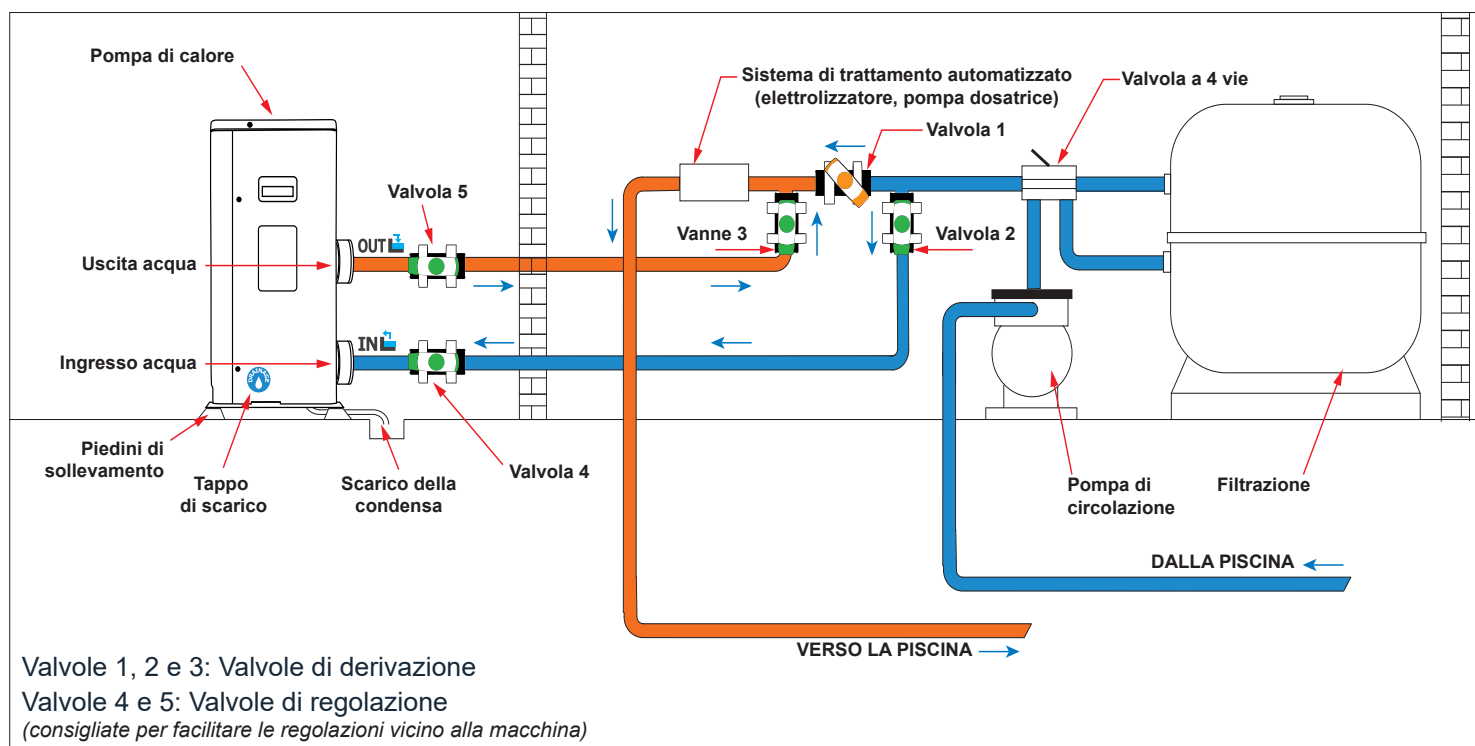 Pompa di calore
Sistema di trattamento automatizzato
(elettrolizzatore, pompa dosatrice)
Valvola a 4 vie
Valvola 1
Valvola 5
Vanne 3
Valvola 2
OUT
Uscita acqua
IN
Ingresso acqua
DRAINAGE
Piedini di
sollevamento
Tappo
di scarico
Scarico della
condensa
Valvola 4
Pompa di
circolazione
Filtrazione
DALLA PISCINA
VERSO LA PISCINA
Valvole 1, 2 e 3: Valvole di derivazione
Valvole 4 e 5: Valvole di regolazione
(consigliate per facilitare le regolazioni vicino alla macchina)